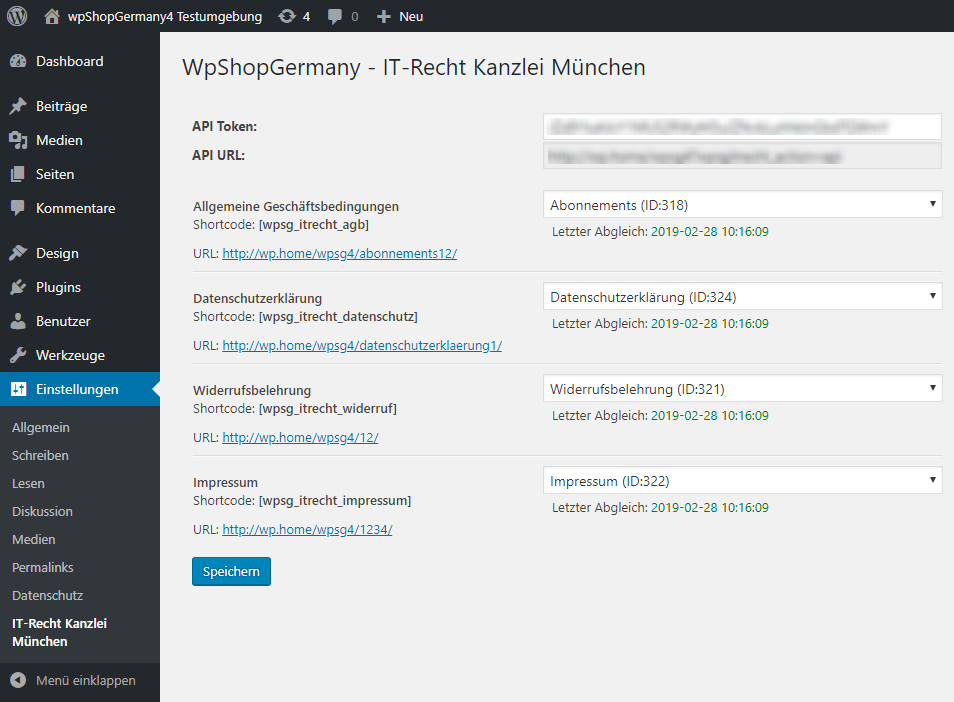 wpShopGermany4 Testumgebung 4 0 Neu
Dashboard
Beiträge
Medien
Seiten
Kommentare
Design
Plugins
Benutzer
Werkzeuge
Einstellungen
Allgemein
Schreiben
Lesen
Diskussion
Medien
Permalinks
Datenschutz
IT-Recht Kanzlei
München
Menü einklappen
WpShopGermany - IT-Recht Kanzlei München
API Token:
API URL:
Allgemeine Geschäftsbedingungen
Shortcode: [wpsg_itrecht_agb]
URL: http://wp.home/wpsg4/abonnements12/
Abonnements (ID:318)
Letzter Abgleich: 2019-02-28 10:16:09
Datenschutzerklärung
Shortcode: [wpsg_itrecht_datenschutz]
URL: http://wp.home/wpsg4/datenschutzerklaerung1/
Datenschutzerklärung (ID:324)
Letzter Abgleich: 2019-02-28 10:16:09
Widerrufsbelehrung
Shortcode: [wpsg_itrecht_widerruf]
URL: http://wp.home/wpsg4/12/
Widerrufsbelehrung (ID:321)
Letzter Abgleich: 2019-02-28 10:16:09
Impressum
Shortcode: [wpsg_itrecht_impressum]
URL: http://wp.home/wpsg4/1234/
Impressum (ID:322)
Letzter Abgleich: 2019-02-28 10:16:09
Speichern